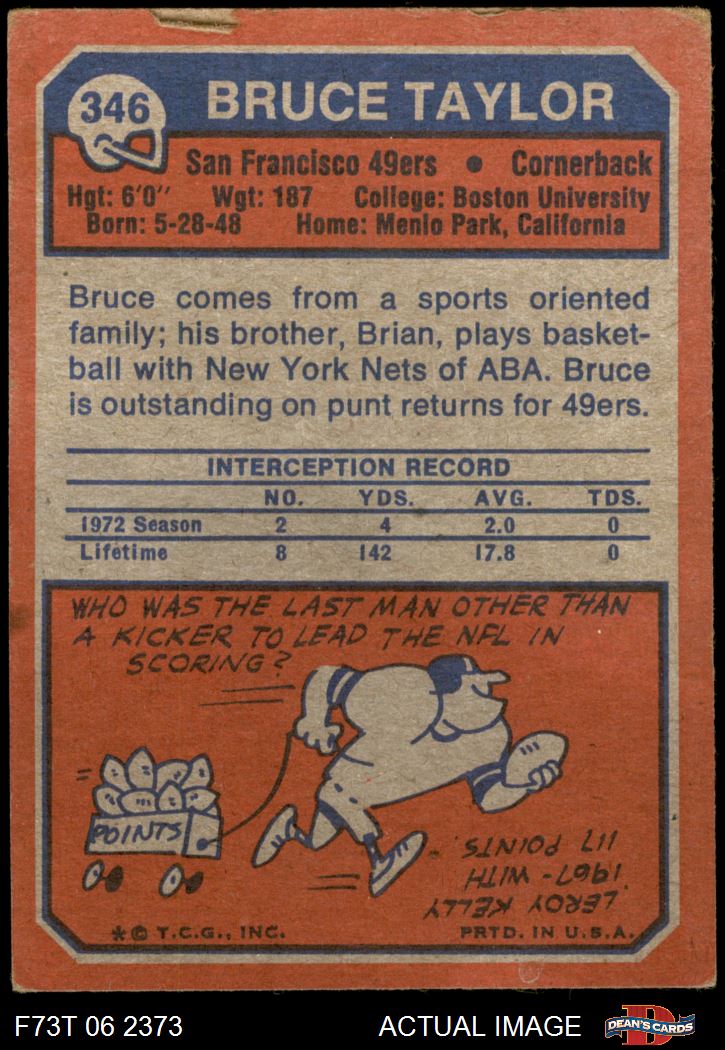 346
BRUCE TAYLOR
San Francisco 49ers • Cornerback
Hgt: 6'0" Wgt: 187 College: Boston University
Born: 5-28-48 Home: Menlo Park, California
Bruce comes from a sports oriented
family; his brother, Brian, plays basket-
ball with New York Nets of ABA. Bruce
is outstanding on punt returns for 49ers.
INTERCEPTION RECORD
NO. YDS. AVG. TDS.
1972 Season 2 4 2.0 0
Lifetime 8 142 17.8 0
WHO WAS THE LAST MAN OTHER THAN
A KICKER TO LEAD THE NFL IN
SCORING?
POINTS
LEROY KELLY
1967 - WITH
117 POINTS.
*© T.C.G., INC. PRTD. IN U.S.A.
F73T 06 2373 ACTUAL IMAGE
D
DEAN'S CARDS